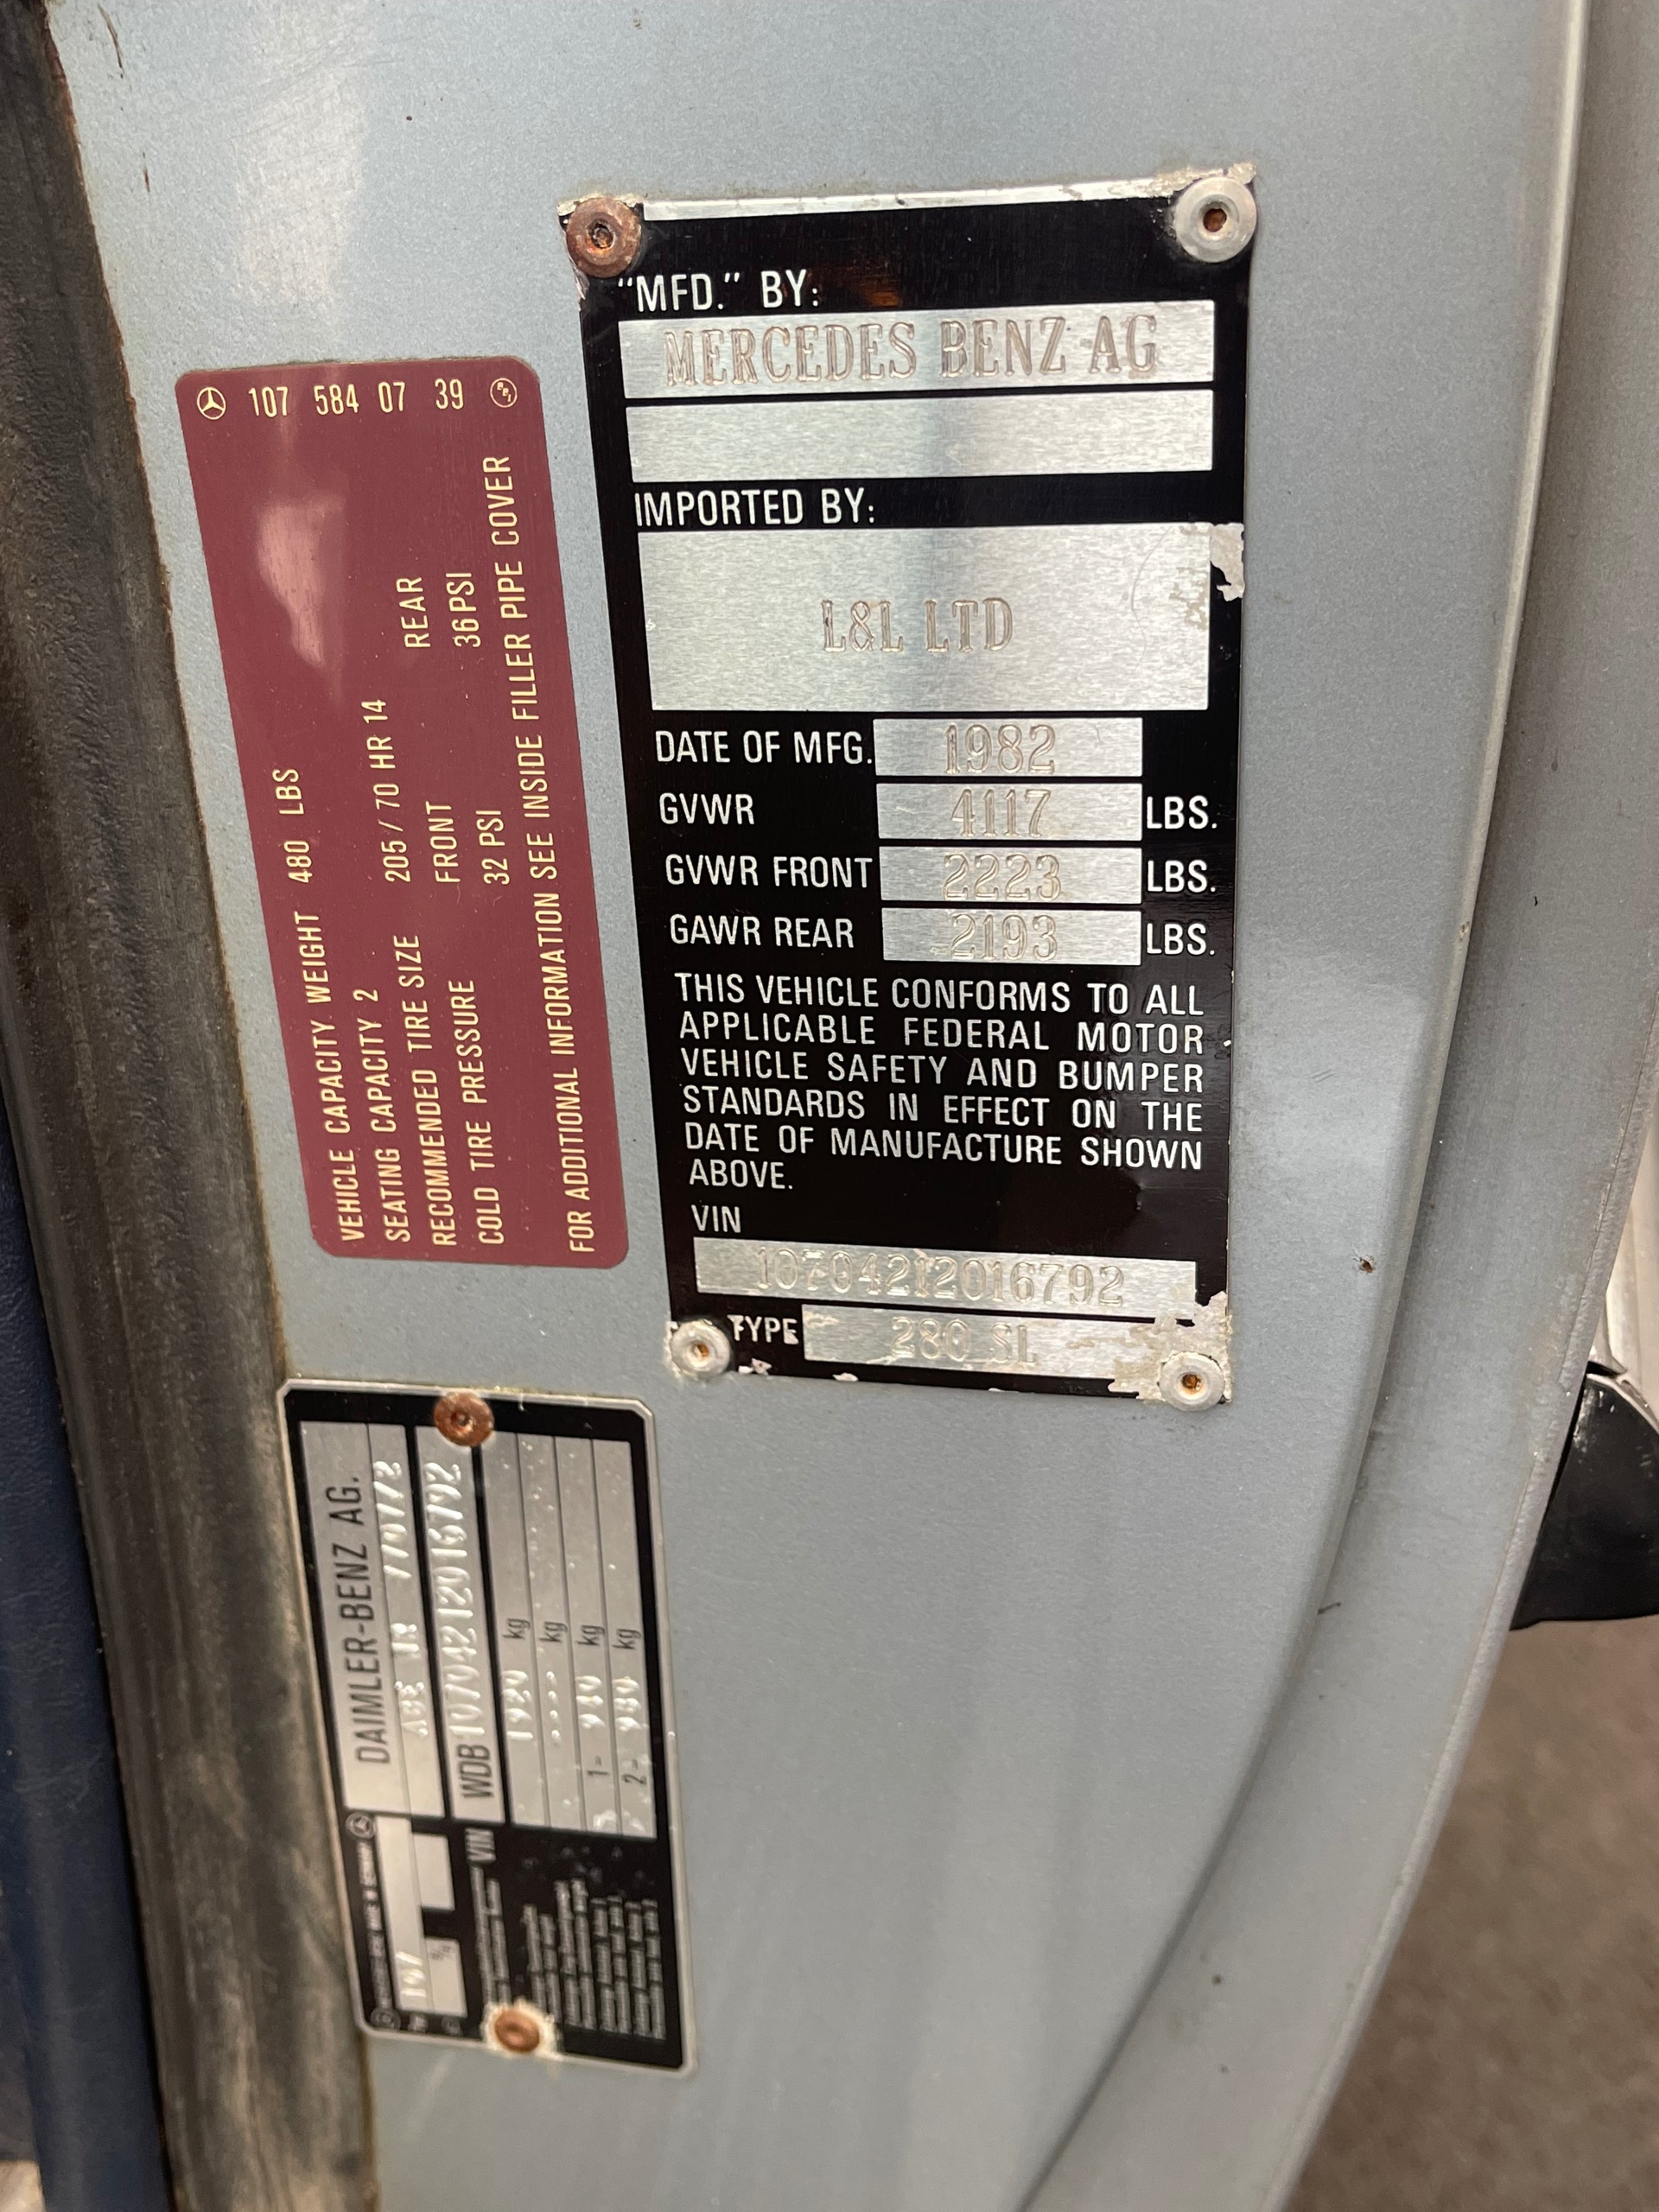 "MFD." BY:
MERCEDES BENZ AG
IMPORTED BY:
L&L LTD
DATE OF MFG. 1982
GVWR 4117 LBS.
GVWR FRONT 2223 LBS.
GAWR REAR 2193 LBS.
THIS VEHICLE CONFORMS TO ALL
APPLICABLE FEDERAL MOTOR
VEHICLE SAFETY AND BUMPER
STANDARDS IN EFFECT ON THE
DATE OF MANUFACTURE SHOWN
ABOVE.
VIN
10704212016792
TYPE 280 SL
107 584 07 39
VEHICLE CAPACITY WEIGHT 480 LBS
SEATING CAPACITY 2
RECOMMENDED TIRE SIZE 205/70 HR 14
FRONT REAR
COLD TIRE PRESSURE 32 PSI 36 PSI
FOR ADDITIONAL INFORMATION SEE INSIDE FILLER PIPE COVER
DAIMLER-BENZ AG.
VIN WDB 10704212016792
kg
kg
1- kg
2- kg